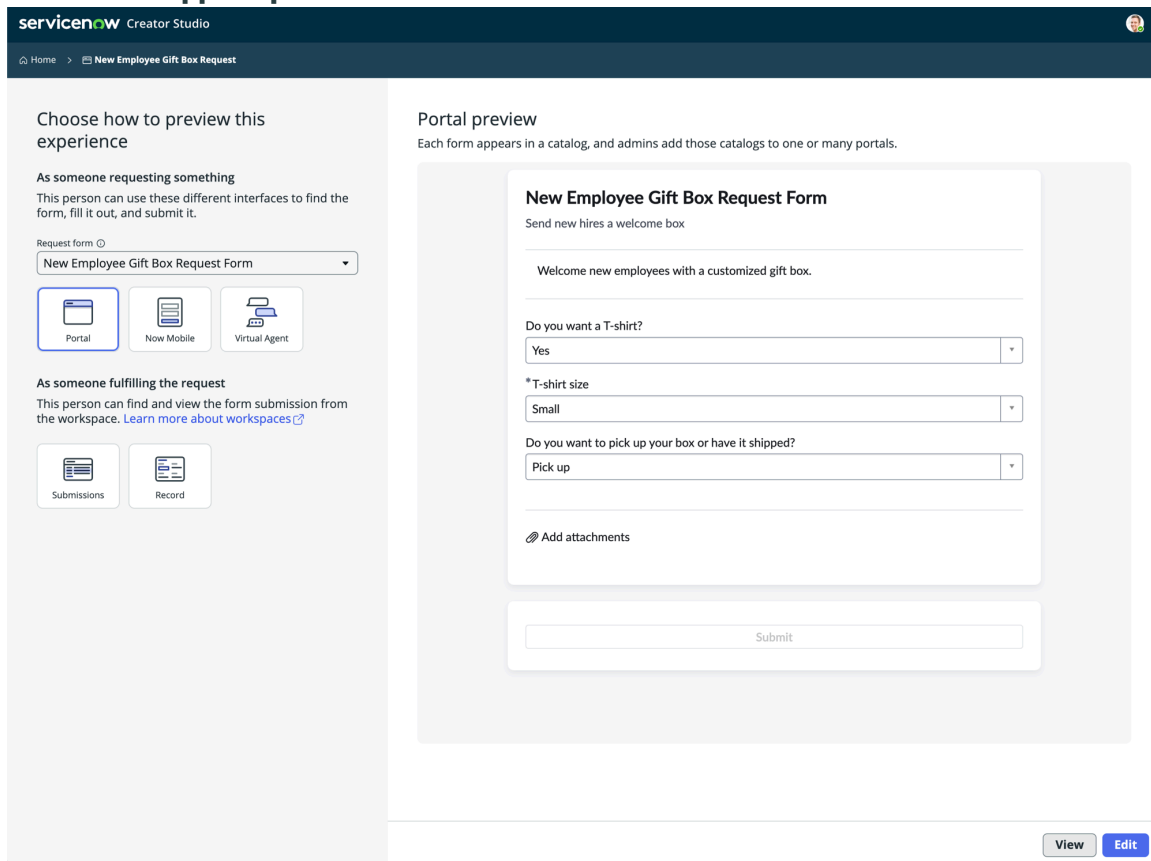 servicenow Creator Studio
Home > New Employee Gift Box Request
Choose how to preview this
experience
As someone requesting something
This person can use these different interfaces to find the
form, fill it out, and submit it.
Request form
New Employee Gift Box Request Form
Portal
Now Mobile
Virtual Agent
As someone fulfilling the request
This person can find and view the form submission from
the workspace. Learn more about workspaces
Submissions
Record
Portal preview
Each form appears in a catalog, and admins add those catalogs to one or many portals.
New Employee Gift Box Request Form
Send new hires a welcome box
Welcome new employees with a customized gift box.
Do you want a T-shirt?
Yes
*T-shirt size
Small
Do you want to pick up your box or have it shipped?
Pick up
Add attachments
Submit
View
Edit